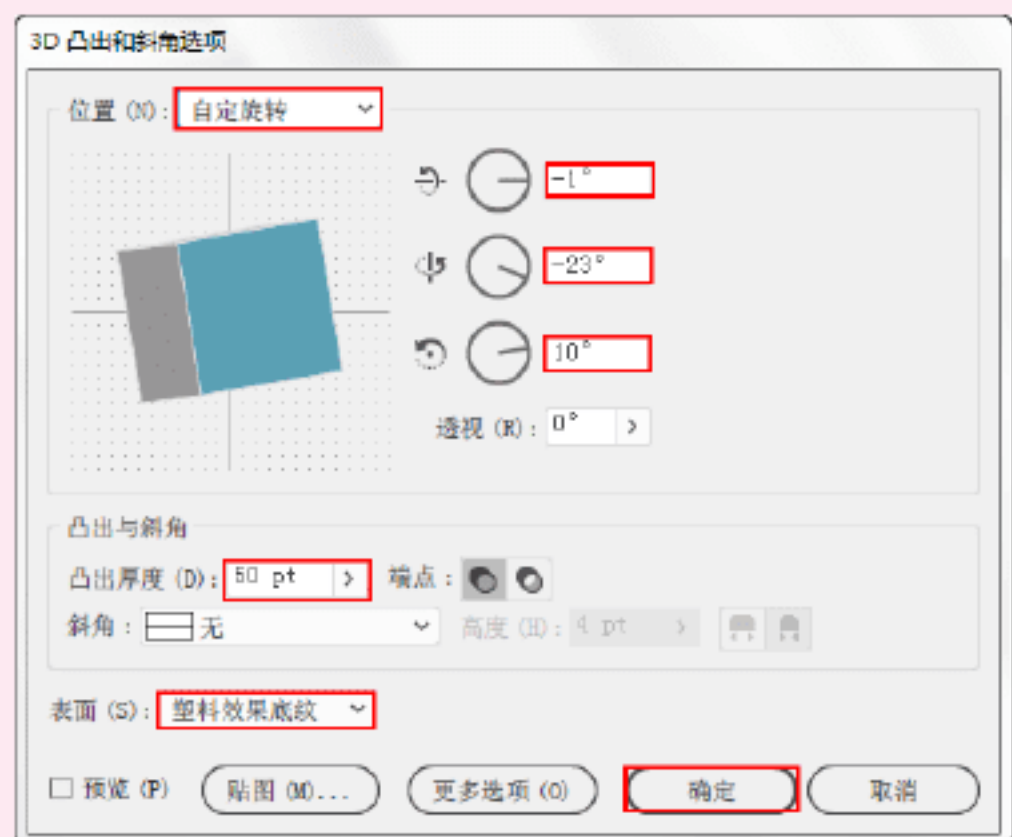 3D 凸出和斜角选项
位置 (N): 自定旋转
-1°
-23°
10°
透视 (R): 0°
凸出与斜角
凸出厚度 (D): 50 pt 端点:
斜角: 无 高度 (H): 4 pt
表面 (S): 塑料效果底纹
预览 (P) 贴图 (M)... 更多选项 (O) 确定 取消